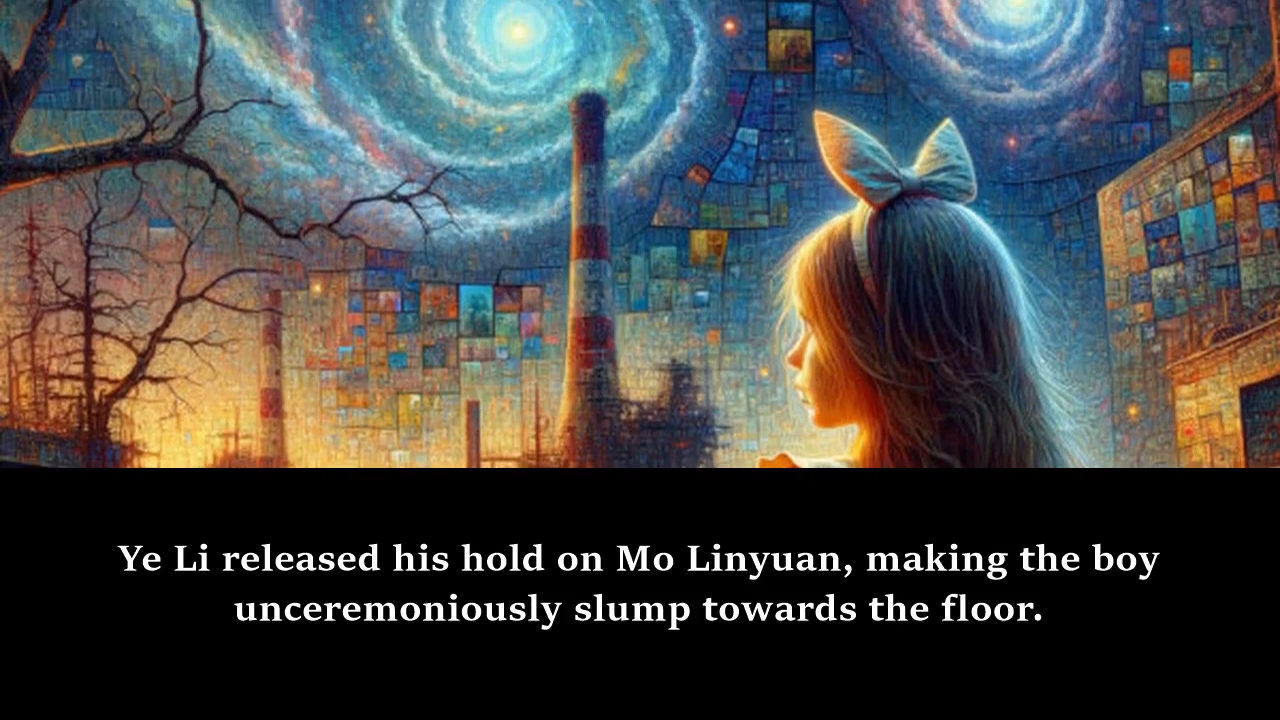 Ye Li released his hold on Mo Linyuan, making the boy
unceremoniously slump towards the floor.